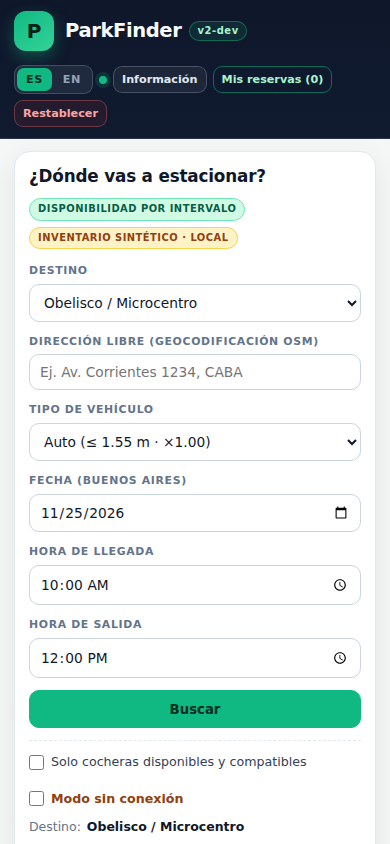 P ParkFinder v2-dev
ES EN Información Mis reservas (0)
Restablecer
¿Dónde vas a estacionar?
DISPONIBILIDAD POR INTERVALO
INVENTARIO SINTÉTICO · LOCAL
DESTINO
Obelisco / Microcentro
DIRECCIÓN LIBRE (GEOCODIFICACIÓN OSM)
Ej. Av. Corrientes 1234, CABA
TIPO DE VEHÍCULO
Auto (≤ 1.55 m · ×1.00)
FECHA (BUENOS AIRES)
11/25/2026
HORA DE LLEGADA
10:00 AM
HORA DE SALIDA
12:00 PM
Buscar
Solo cocheras disponibles y compatibles
Modo sin conexión
Destino: Obelisco / Microcentro